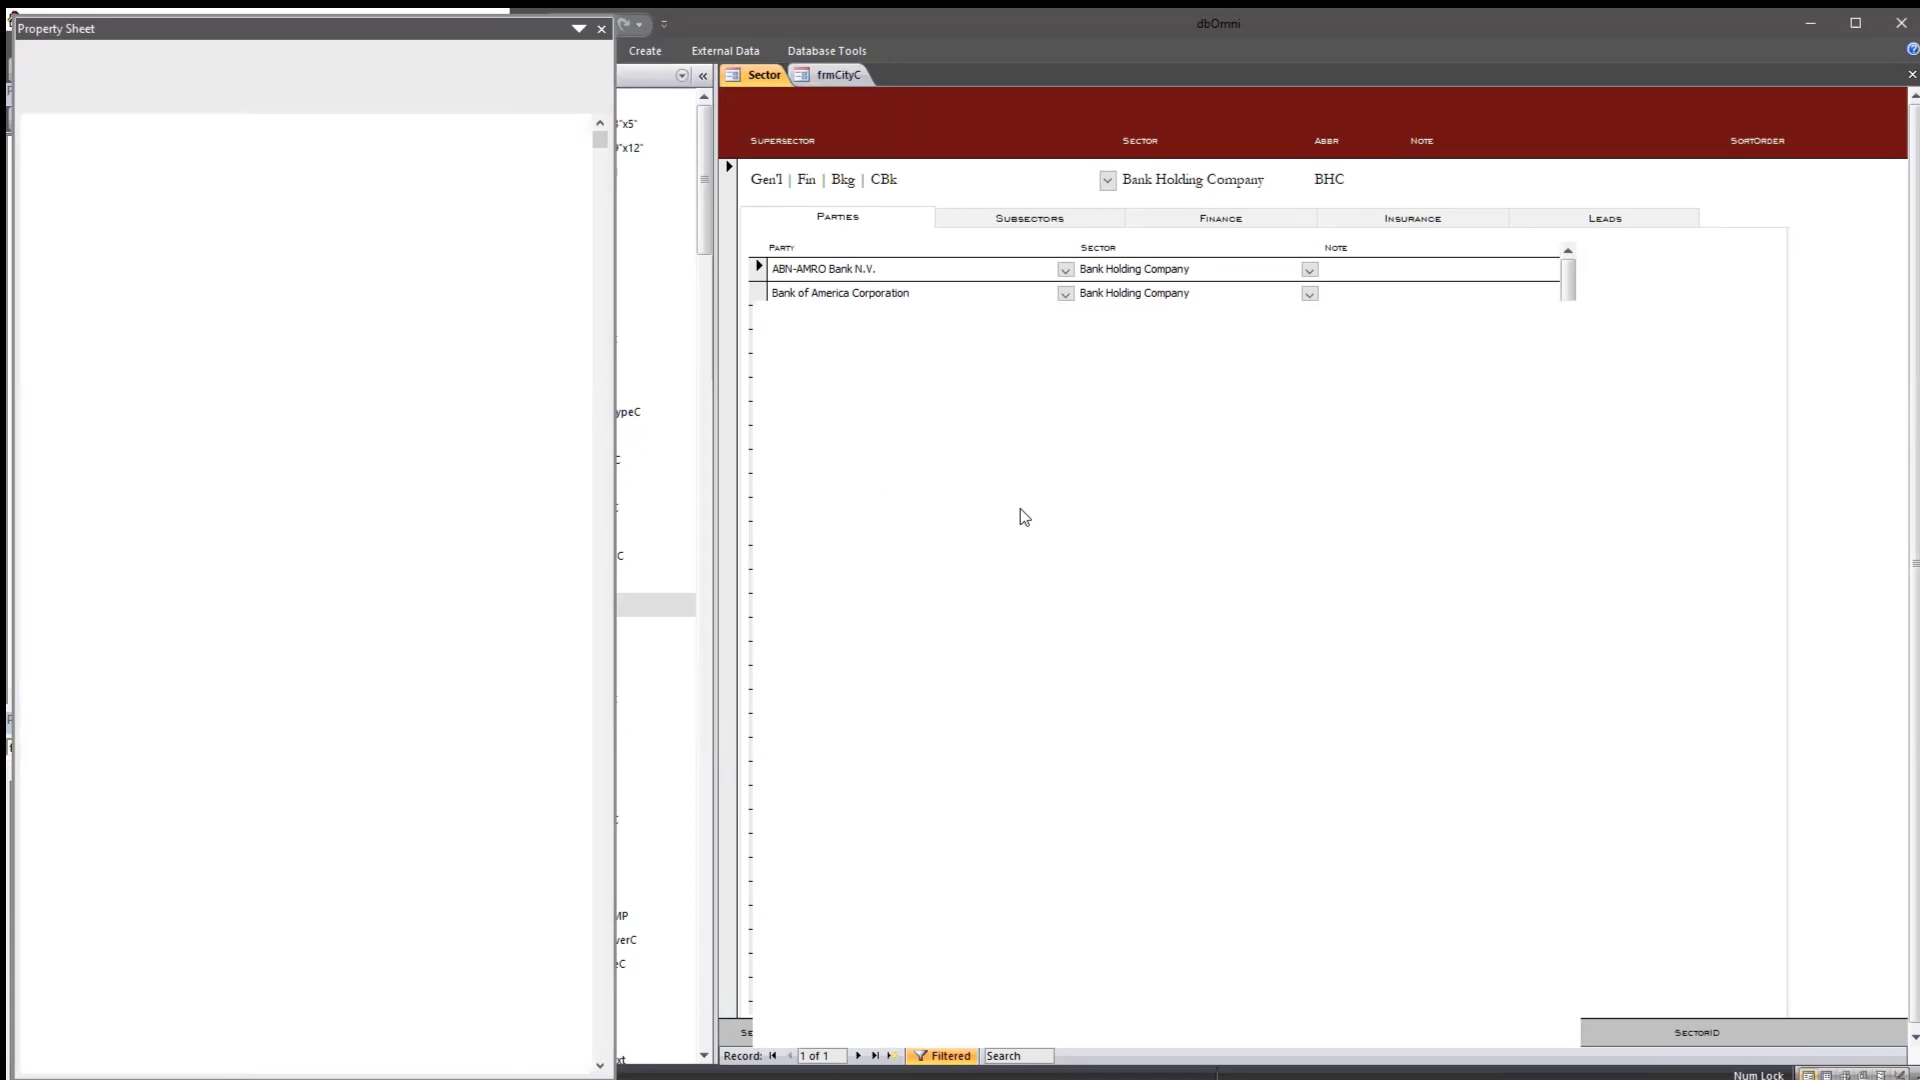 Property Sheet
dbOmni
Create External Data Database Tools
Sector frmCityC
"x5"
"x12"
ypeC
C
C
MP
verC
eC
xt
SUPERSECTOR SECTOR ABBR NOTE SORTORDER
Gen'l | Fin | Bkg | CBk Bank Holding Company BHC
PARTIES SUBSECTORS FINANCE INSURANCE LEADS
PARTY SECTOR NOTE
ABN-AMRO Bank N.V. Bank Holding Company
Bank of America Corporation Bank Holding Company
SE SECTORID
Record: 1 of 1 Filtered Search
Num Lock